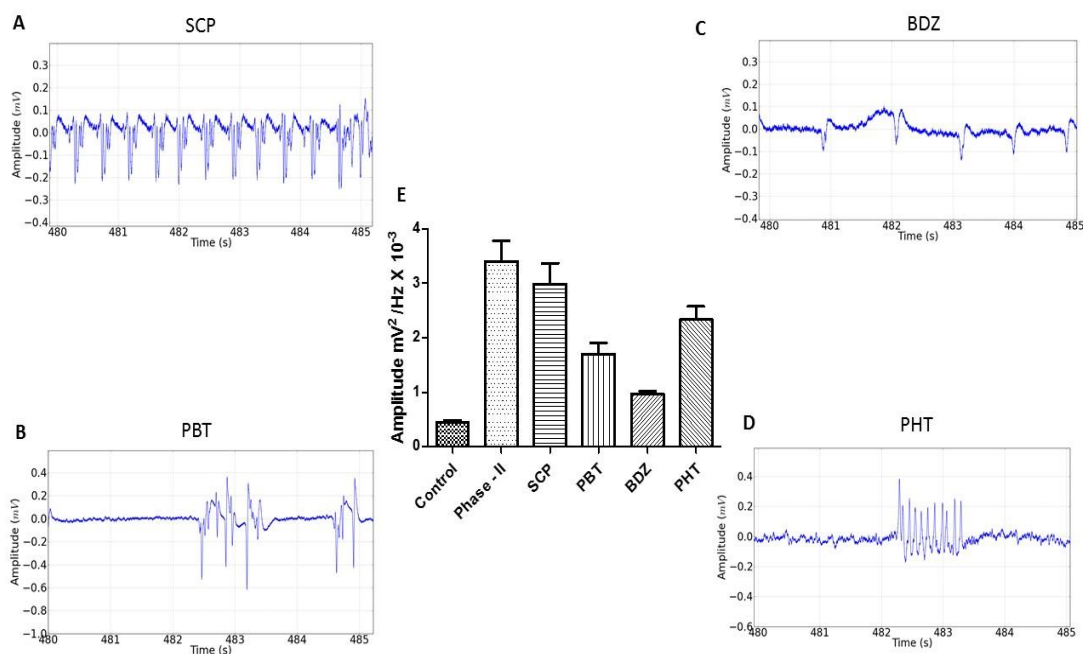 A
SCP
Amplitude (mV)
0.3
0.2
0.1
0.0
−0.1
−0.2
−0.3
−0.4
480 481 482 483 484 485
Time (s)
B
PBT
Amplitude (mV)
0.4
0.2
0.0
−0.2
−0.4
−0.6
−0.8
−1.0
480 481 482 483 484 485
Time (s)
E
Amplitude mV² /Hz X 10⁻³
4
3
2
1
0
Control Phase - II SCP PBT BDZ PHT
C
BDZ
Amplitude (mV)
0.3
0.2
0.1
0.0
−0.1
−0.2
−0.3
−0.4
480 481 482 483 484 485
Time (s)
D
PHT
Amplitude (mV)
0.4
0.2
0.0
−0.2
−0.4
−0.6
480 481 482 483 484 485
Time (s)